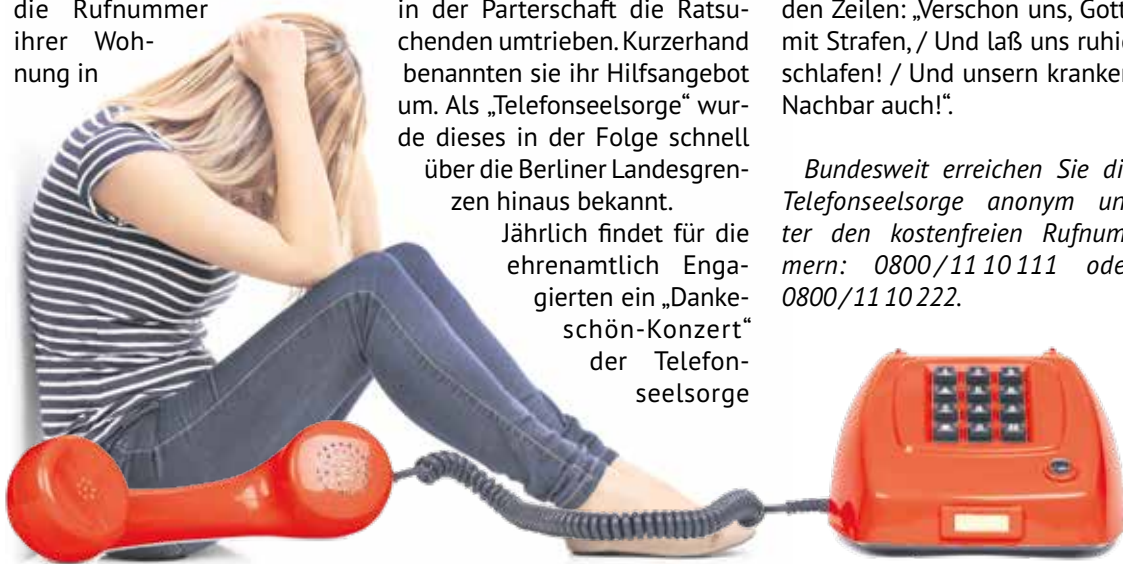 die Rufnummer
ihrer Woh-
nung in
in der Parterschaft die Ratsu-
chenden umtrieben. Kurzerhand
benannten sie ihr Hilfsangebot
um. Als „Telefonseelsorge“ wur-
de dieses in der Folge schnell
über die Berliner Landesgren-
zen hinaus bekannt.
Jährlich findet für die
ehrenamtlich Enga-
gierten ein „Danke-
schön-Konzert“
der Telefon-
seelsorge
den Zeilen: „Verschon uns, Gott
mit Strafen, / Und laß uns ruhig
schlafen! / Und unsern kranken
Nachbar auch!“.
Bundesweit erreichen Sie di
Telefonseelsorge anonym un
ter den kostenfreien Rufnum
mern: 0800 / 11 10 111 ode
0800 / 11 10 222.